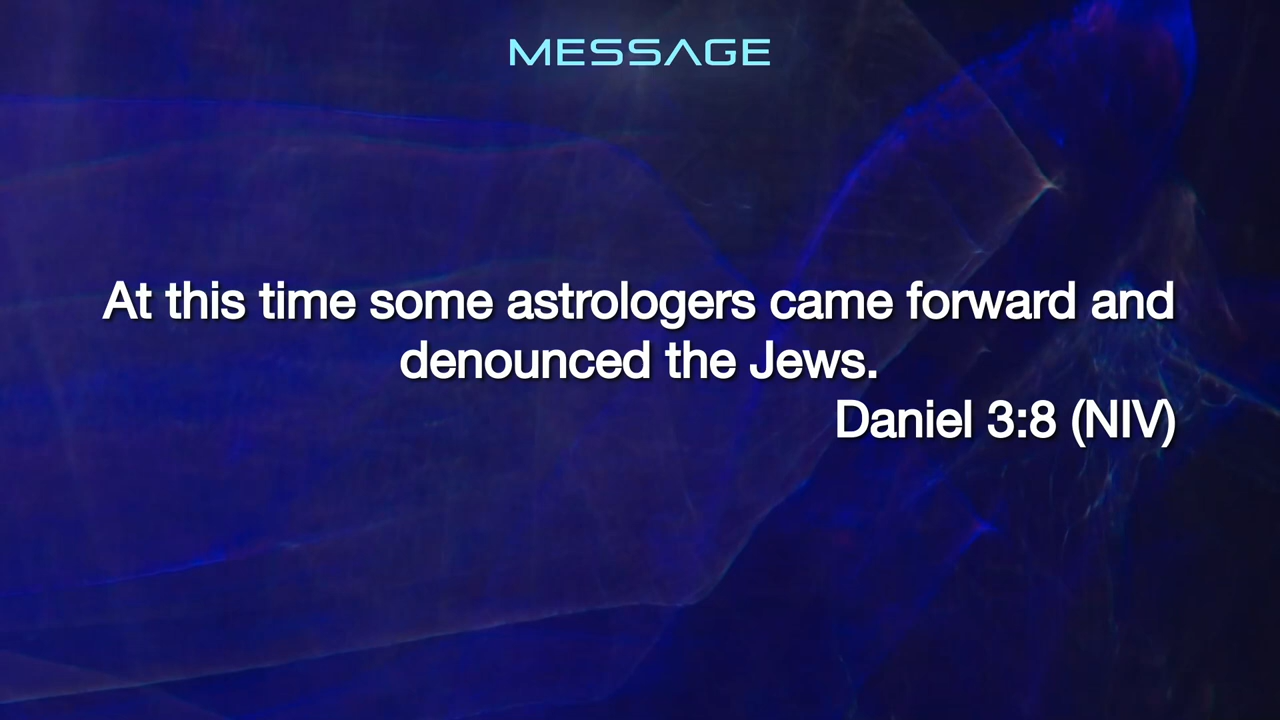 MESSAGE
At this time some astrologers came forward and
denounced the Jews.
Daniel 3:8 (NIV)